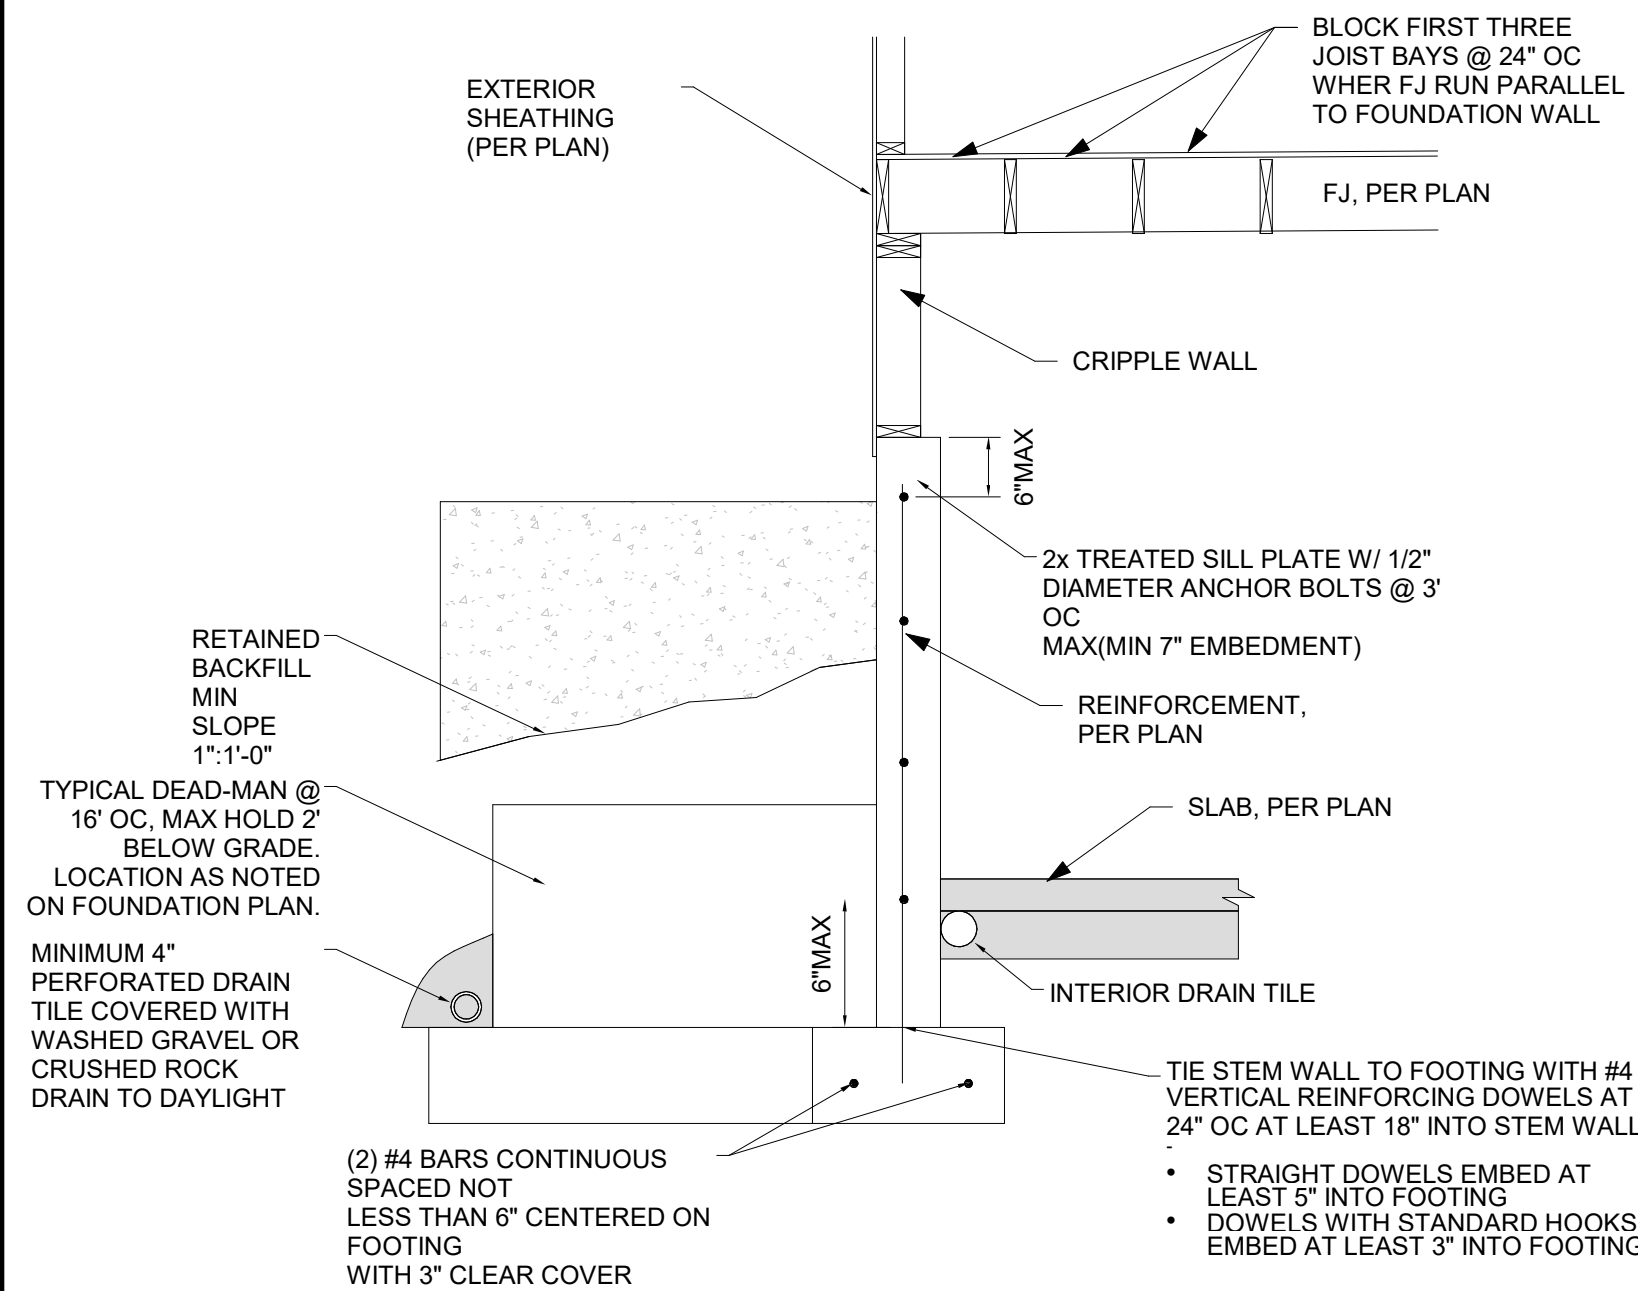 BLOCK FIRST THREE
JOIST BAYS @ 24" OC
WHER FJ RUN PARALLEL
TO FOUNDATION WALL
EXTERIOR
SHEATHING
(PER PLAN)
FJ, PER PLAN
CRIPPLE WALL
6"MAX
2x TREATED SILL PLATE W/ 1/2"
DIAMETER ANCHOR BOLTS @ 3'
OC
MAX(MIN 7" EMBEDMENT)
RETAINED
BACKFILL
MIN
SLOPE
1":1'-0"
REINFORCEMENT,
PER PLAN
TYPICAL DEAD-MAN @
16' OC, MAX HOLD 2'
BELOW GRADE.
LOCATION AS NOTED
ON FOUNDATION PLAN.
SLAB, PER PLAN
MINIMUM 4"
PERFORATED DRAIN
TILE COVERED WITH
WASHED GRAVEL OR
CRUSHED ROCK
DRAIN TO DAYLIGHT
6"MAX
INTERIOR DRAIN TILE
TIE STEM WALL TO FOOTING WITH #4
VERTICAL REINFORCING DOWELS AT
24" OC AT LEAST 18" INTO STEM WALL
-
• STRAIGHT DOWELS EMBED AT
LEAST 5" INTO FOOTING
• DOWELS WITH STANDARD HOOKS
EMBED AT LEAST 3" INTO FOOTING
(2) #4 BARS CONTINUOUS
SPACED NOT
LESS THAN 6" CENTERED ON
FOOTING
WITH 3" CLEAR COVER